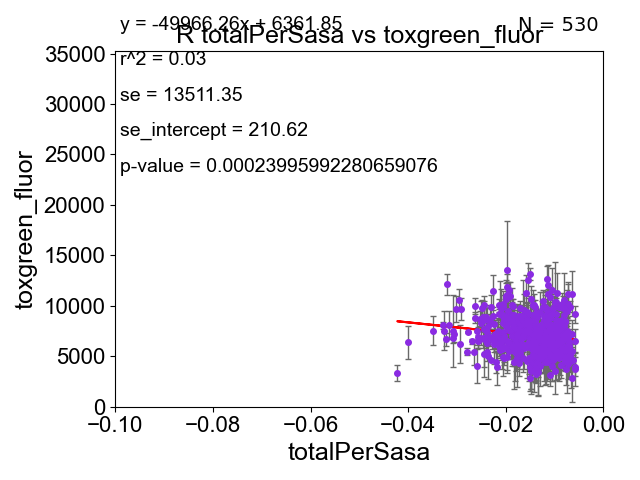 y = -49966.26x + 6361.85
N = 530
R totalPerSasa vs toxgreen_fluor
r^2 = 0.03
se = 13511.35
se_intercept = 210.62
p-value = 0.00023995992280659076
35000
30000
25000
20000
15000
10000
5000
0
toxgreen_fluor
−0.10 −0.08 −0.06 −0.04 −0.02 0.00
totalPerSasa